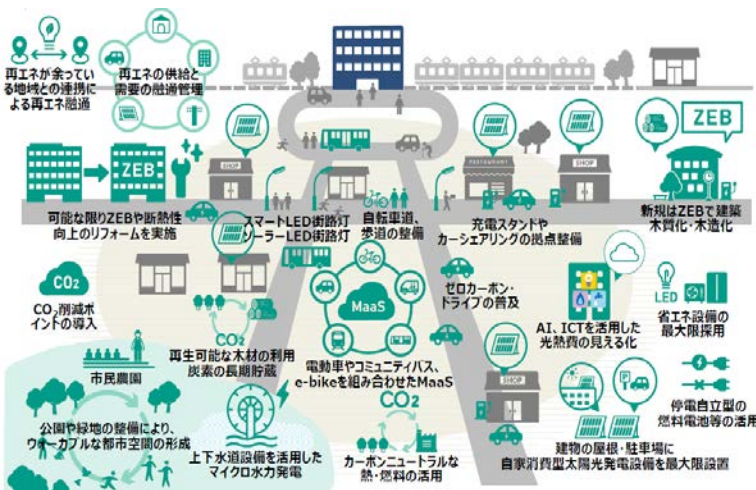 再エネが余ってい
る地域との連携に
よる再エネ融通
再エネの供給と
需要の融通管理
ZEB
ZEB
SHOP
RESTAURANT
SHOP
可能な限りZEBや断熱性
向上のリフォームを実施
スマートLED街路灯
ソーラーLED街路灯
自転車道、
歩道の整備
充電スタンドや
カーシェアリングの拠点整備
新規はZEBで建築
木質化・木造化
CO₂
CO₂削減ポ
イントの導入
CO₂
再生可能な木材の利用
炭素の長期貯蔵
MaaS
電動車やコミュニティバス、
e-bikeを組み合わせたMaaS
ゼロカーボン・
ドライブの普及
AI、ICTを活用した
光熱費の見える化
LED
省エネ設備の
最大限採用
市民農園
公園や緑地の整備により、
ウォーカブルな都市空間の形成
上下水道設備を活用した
マイクロ水力発電
CO₂
カーボンニュートラルな
熱・燃料の活用
SHOP
P
建物の屋根・駐車場に
自家消費型太陽光発電設備を最大限設置
停電自立型の
燃料電池等の活用